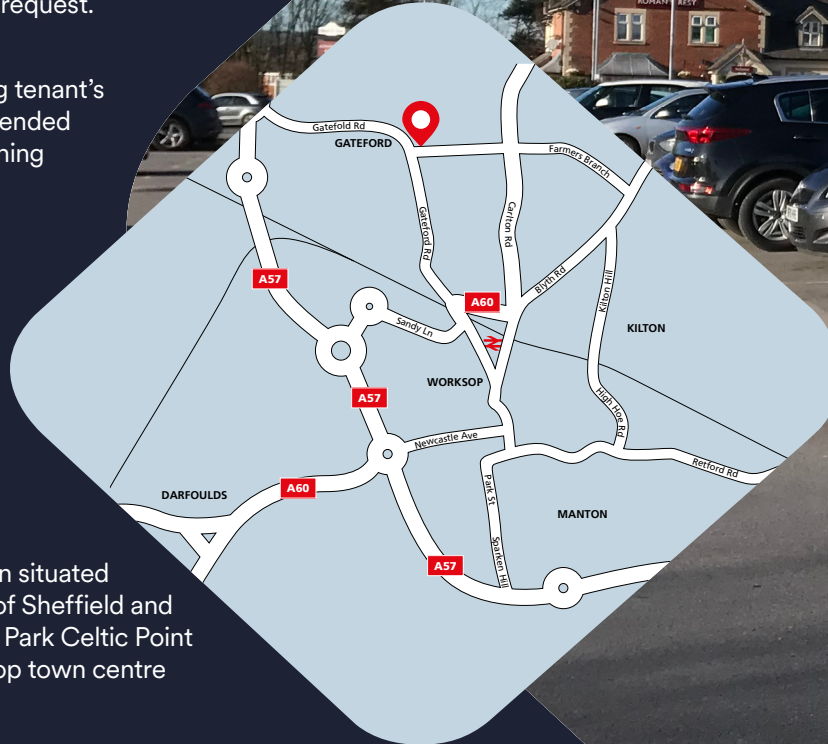 request.
g tenant's
ended
ning
ROMAN'S REST
Gatefold Rd
GATEFORD
Farmers Branch
Gateford Rd
Carlton Rd
A57
Blyth Rd
Kilton Hill
A60
Sandy Ln
KILTON
WORKSOP
A57
High Hoe Rd
Newcastle Ave
Retford Rd
Park St
A60
DARFOULDS
MANTON
Sparken Hill
A57
n situated
of Sheffield and
Park Celtic Point
op town centre